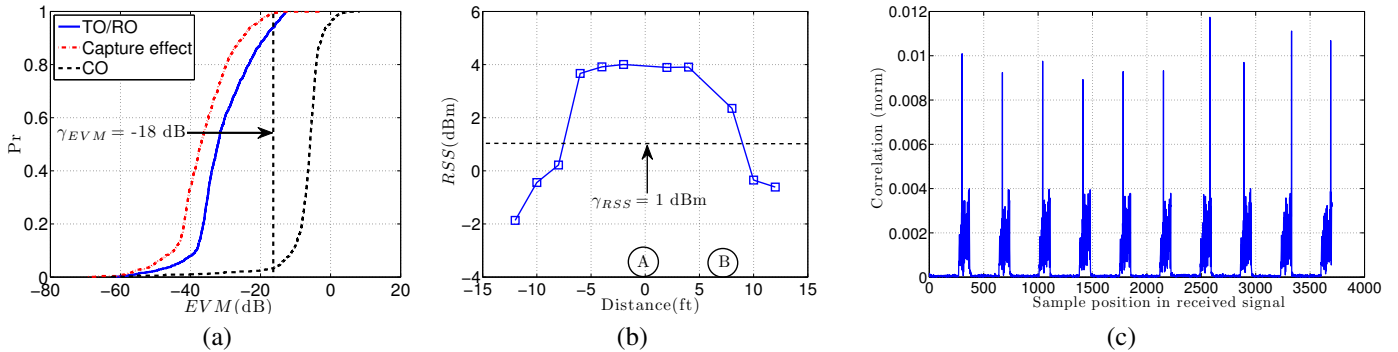 TO/RO
Capture effect
CO
γEVM = -18 dB
Pr
1
0.8
0.6
0.4
0.2
0
−80
−60
−40
−20
0
20
EVM(dB)
(a)
RSS(dBm)
6
4
2
0
−2
4
γRSS = 1 dBm
A
B
−15
−10
−5
0
5
10
15
Distance(ft)
(b)
Correlation (norm)
0.012
0.01
0.008
0.006
0.004
0.002
0
0
500
1000
1500
2000
2500
3000
3500
4000
Sample position in received signal
(c)